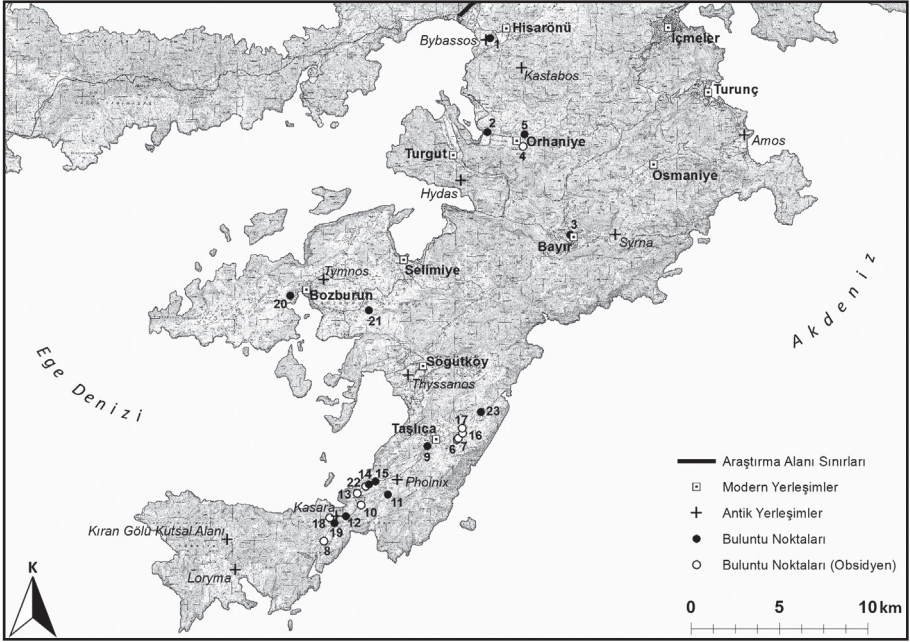 Hisarönü
Bybassos
1
İçmeler
Kastabos
Turunç
2
5
Orhaniye
Amos
4
Turgut
Osmaniye
Hydas
3
Bayır
Syrna
Selimiye
Tymnos
Bozburun
20
21
Akdeniz
Ege Denizi
Söğütköy
Thyssanos
23
17
Taşlıca
16
6
7
9
14
15
22
Phoinix
13
11
Kasara
10
18
12
19
Kıran Gölü Kutsal Alanı
8
Loryma
K
Araştırma Alanı Sınırları
Modern Yerleşimler
Antik Yerleşimler
Buluntu Noktaları
Buluntu Noktaları (Obsidyen)
0 5 10 km